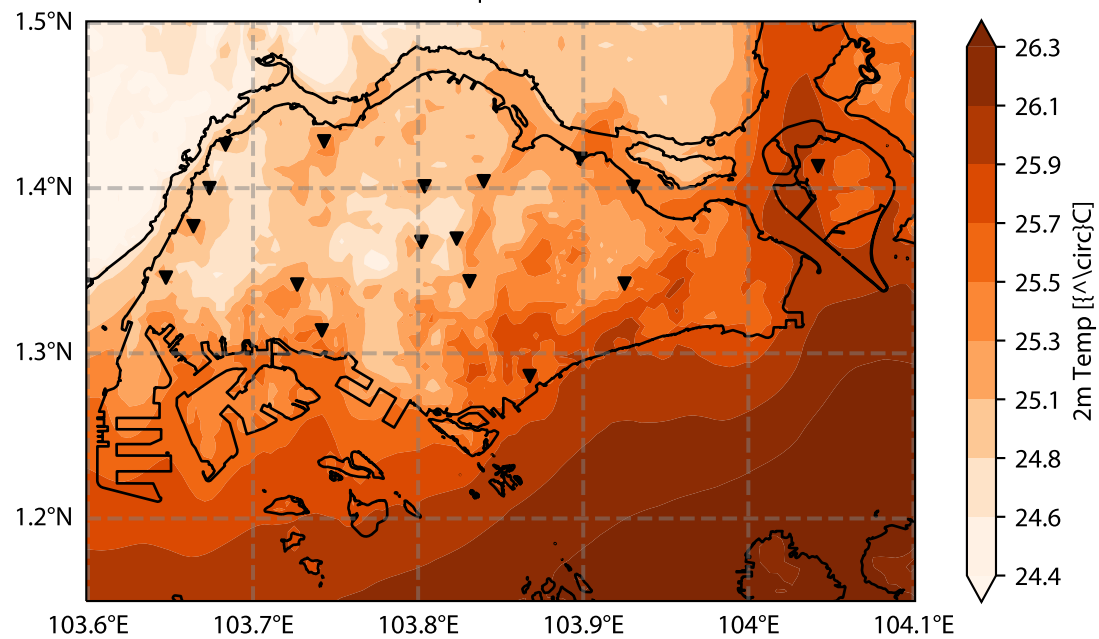 1.5°N
1.4°N
1.3°N
1.2°N
103.6°E
103.7°E
103.8°E
103.9°E
104°E
104.1°E
26.3
26.1
25.9
25.7
25.5
25.3
25.1
24.8
24.6
24.4
2m Temp [{^\circ}C]